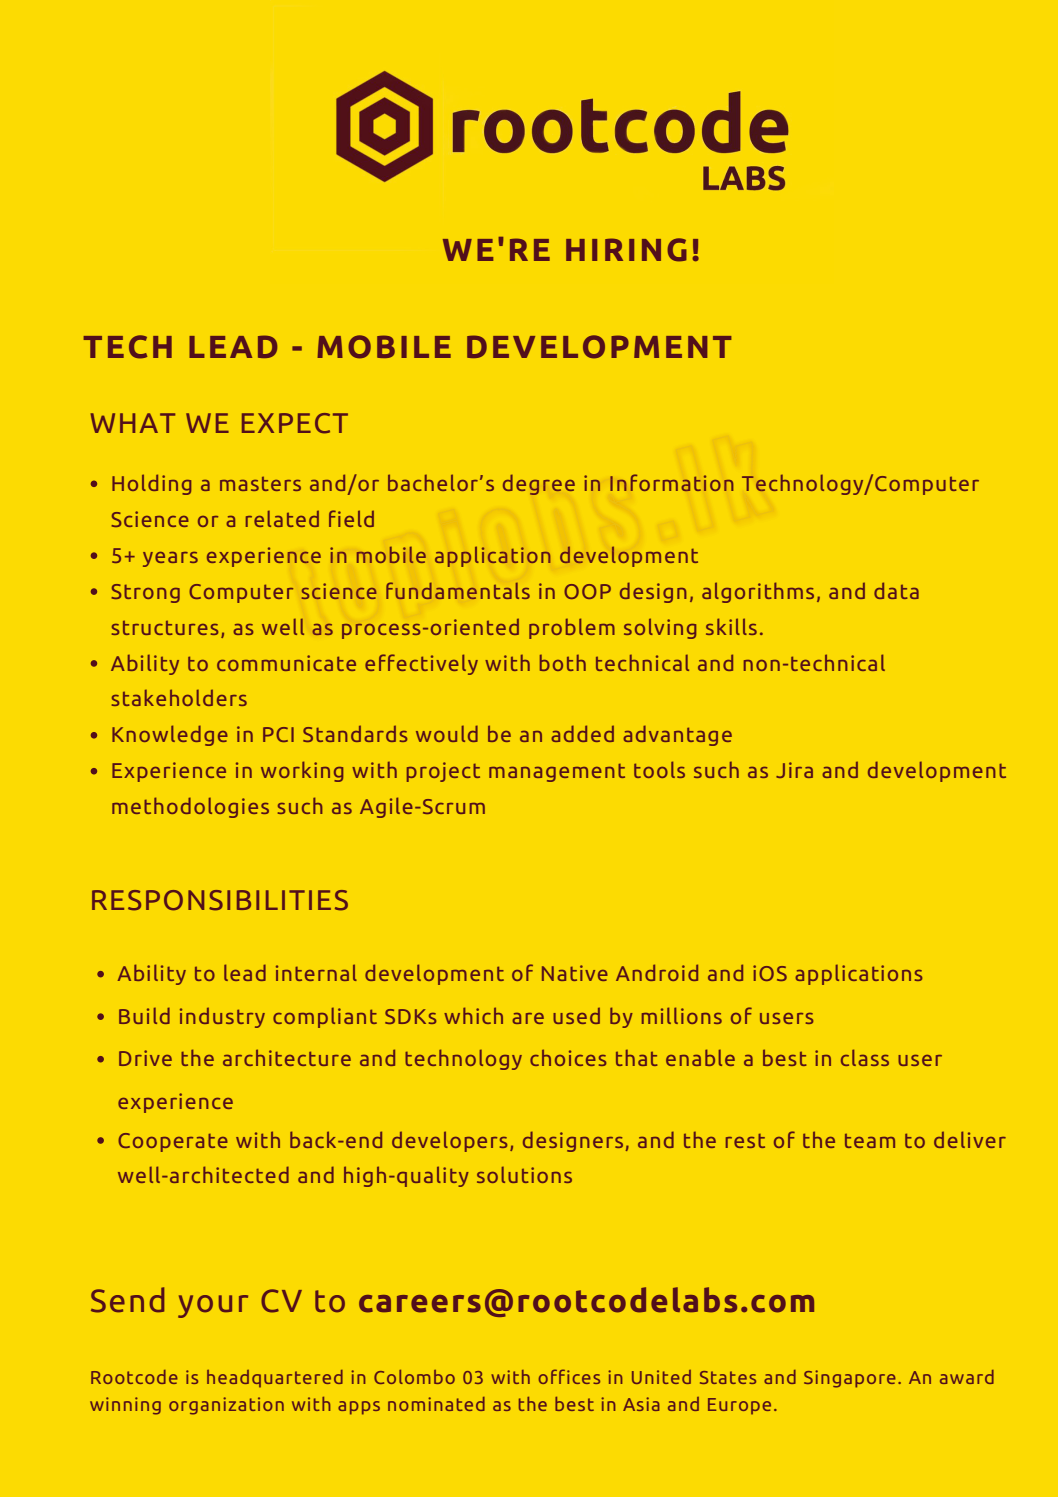 rootcode
LABS
WE'RE HIRING!
TECH LEAD - MOBILE DEVELOPMENT
WHAT WE EXPECT
• Holding a masters and/or bachelor’s degree in Information Technology/Computer
Science or a related field
• 5+ years experience in mobile application development
• Strong Computer science fundamentals in OOP design, algorithms, and data
structures, as well as process-oriented problem solving skills.
• Ability to communicate effectively with both technical and non-technical
stakeholders
• Knowledge in PCI Standards would be an added advantage
• Experience in working with project management tools such as Jira and development
methodologies such as Agile-Scrum
topjobs.lk
RESPONSIBILITIES
• Ability to lead internal development of Native Android and iOS applications
• Build industry compliant SDKs which are used by millions of users
• Drive the architecture and technology choices that enable a best in class user
experience
• Cooperate with back-end developers, designers, and the rest of the team to deliver
well-architected and high-quality solutions
Send your CV to careers@rootcodelabs.com
Rootcode is headquartered in Colombo 03 with offices in United States and Singapore. An award
winning organization with apps nominated as the best in Asia and Europe.